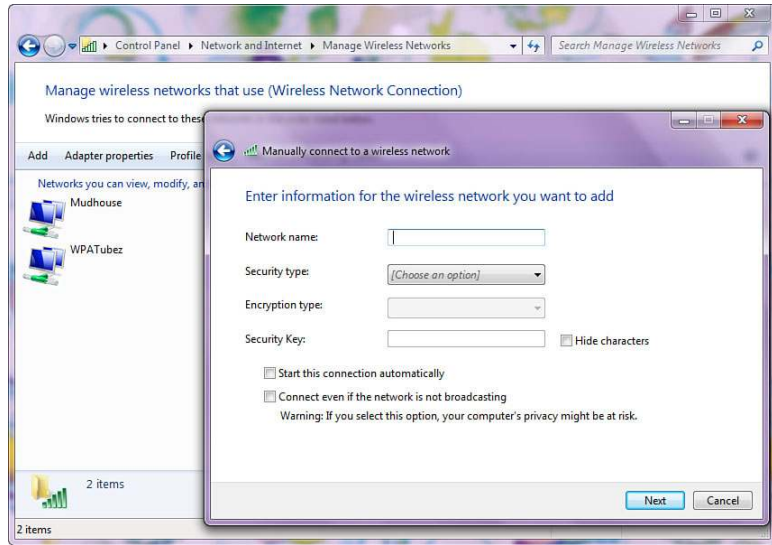 Control Panel Network and Internet Manage Wireless Networks
Search Manage Wireless Networks
Manage wireless networks that use (Wireless Network Connection)
Windows tries to connect to these
Add Adapter properties Profile
Networks you can view, modify, an
Mudhouse
WPATubez
2 items
2 items
Manually connect to a wireless network
Enter information for the wireless network you want to add
Network name:
Security type: [Choose an option]
Encryption type:
Security Key: Hide characters
Start this connection automatically
Connect even if the network is not broadcasting
Warning: If you select this option, your computer's privacy might be at risk.
Next Cancel